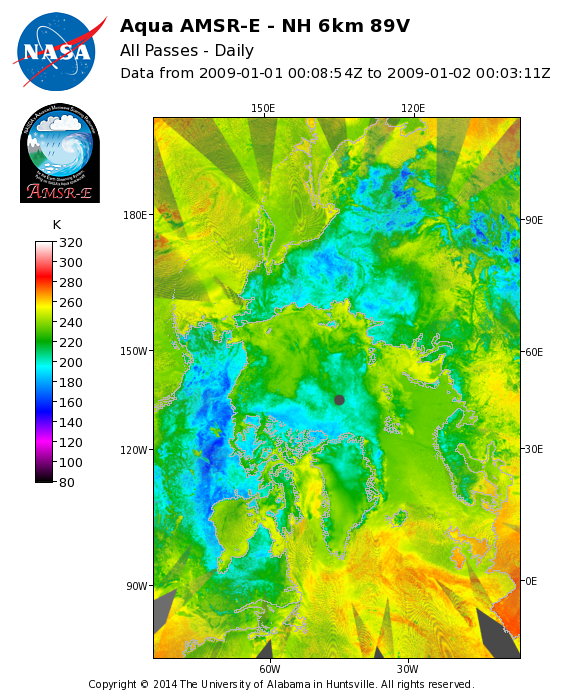 Aqua AMSR-E - NH 6km 89V
All Passes - Daily
Data from 2009-01-01 00:08:54Z to 2009-01-02 00:03:11Z
NASA
AMSR-E
150E 120E
K
320
300
280
260
240
220
200
180
160
140
120
100
80
180E
150W
120W
90W
90E
60E
30E
0E
60W 30W
Copyright © 2014 The University of Alabama in Huntsville. All rights reserved.